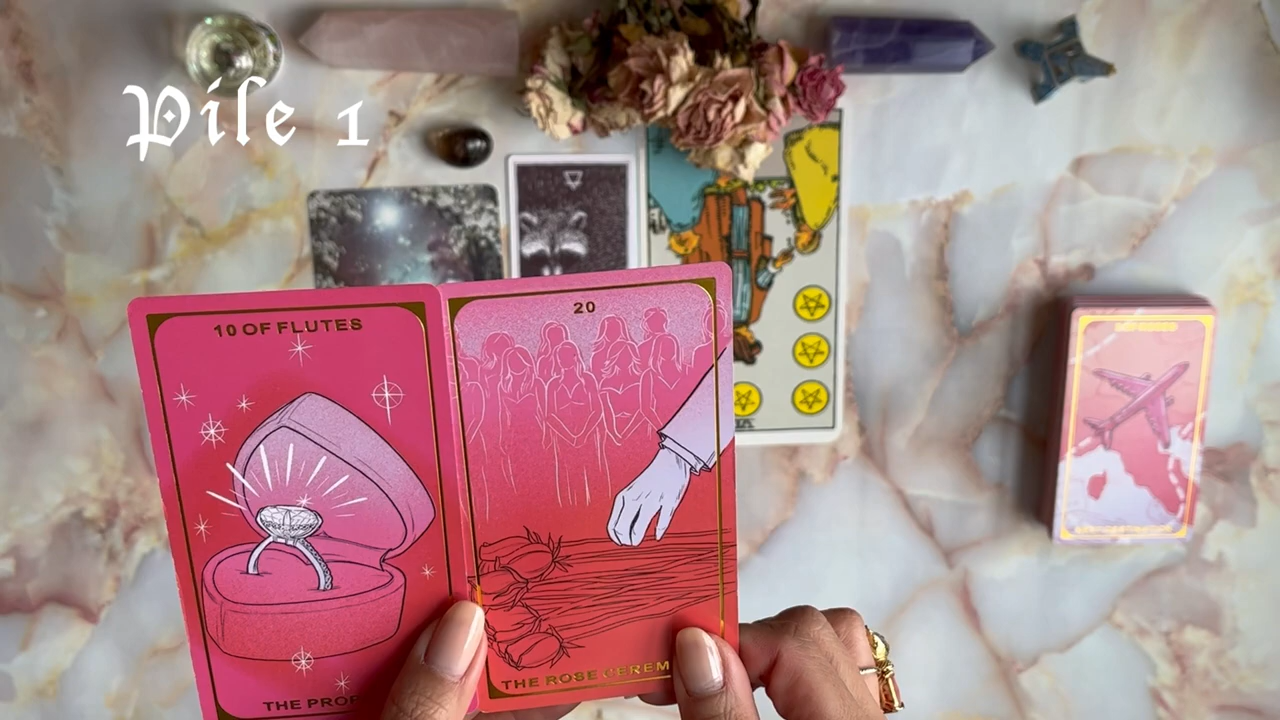 Pile 1
10 OF FLUTES
20
THE ROSE CEREM
THE PROP